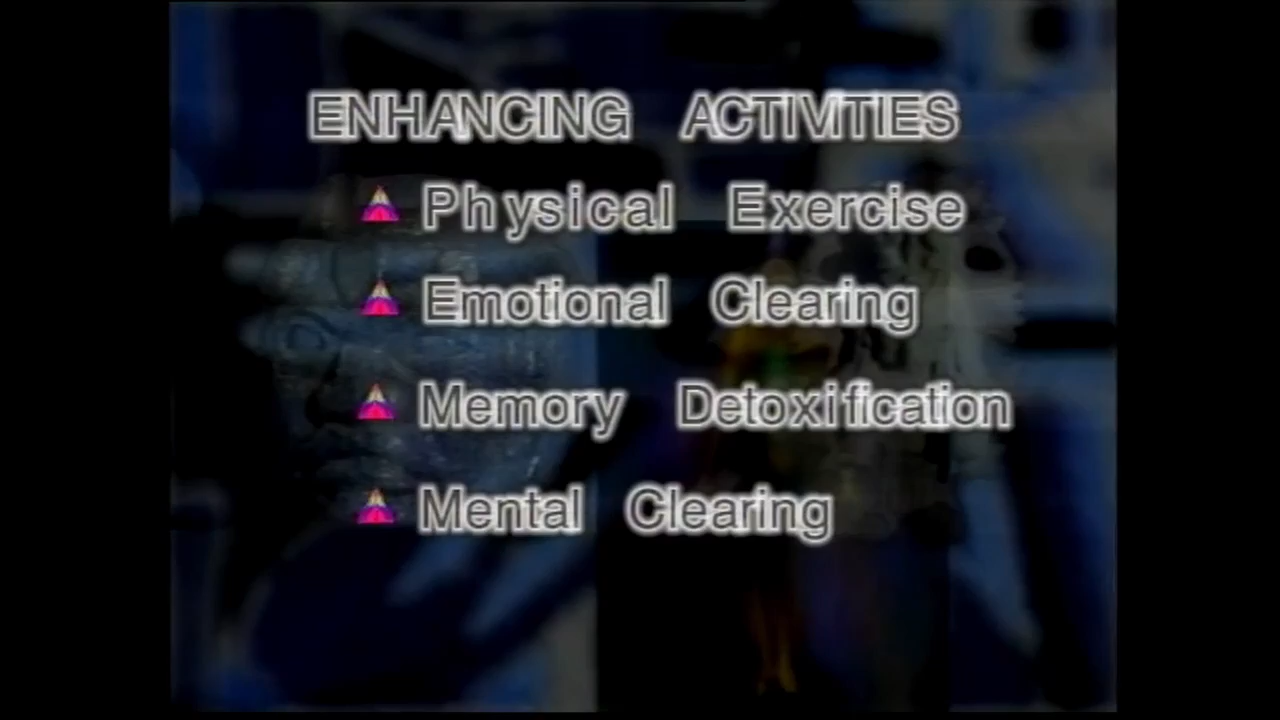 ENHANCING ACTIVITIES
Physical Exercise
Emotional Clearing
Memory Detoxification
Mental Clearing